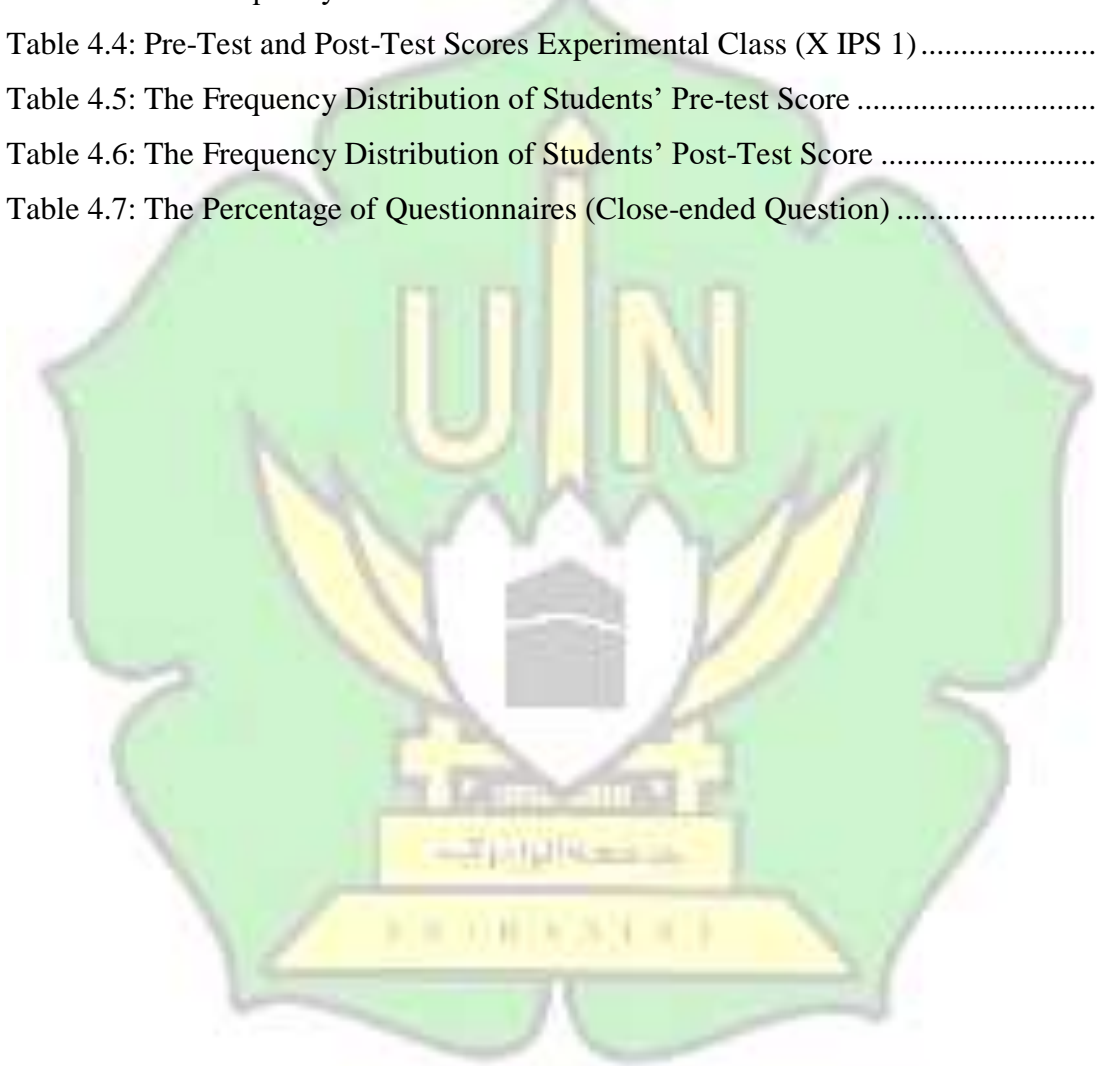 Table 4.4: Pre-Test and Post-Test Scores Experimental Class (X IPS 1)......................
Table 4.5: The Frequency Distribution of Students’ Pre-test Score ............................
Table 4.6: The Frequency Distribution of Students’ Post-Test Score .........................
Table 4.7: The Percentage of Questionnaires (Close-ended Question) .......................
UIN